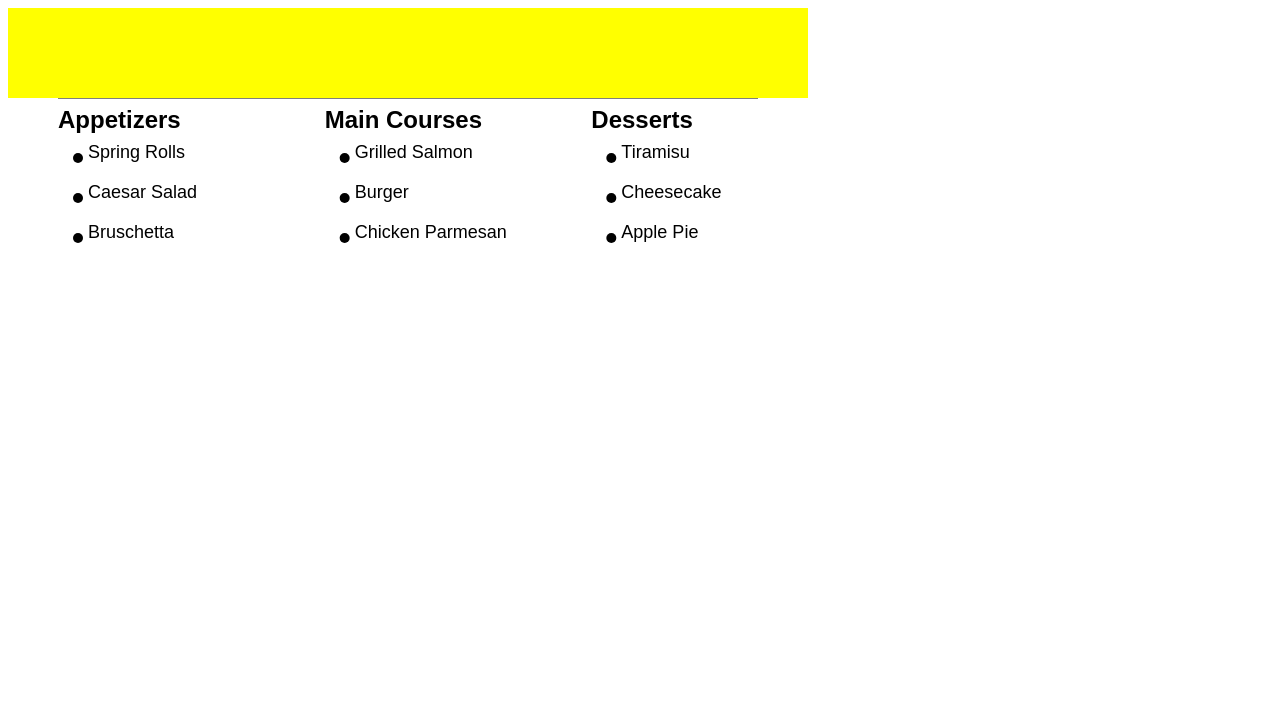 Appetizers
Spring Rolls
Caesar Salad
Bruschetta
Main Courses
Grilled Salmon
Burger
Chicken Parmesan
Desserts
Tiramisu
Cheesecake
Apple Pie